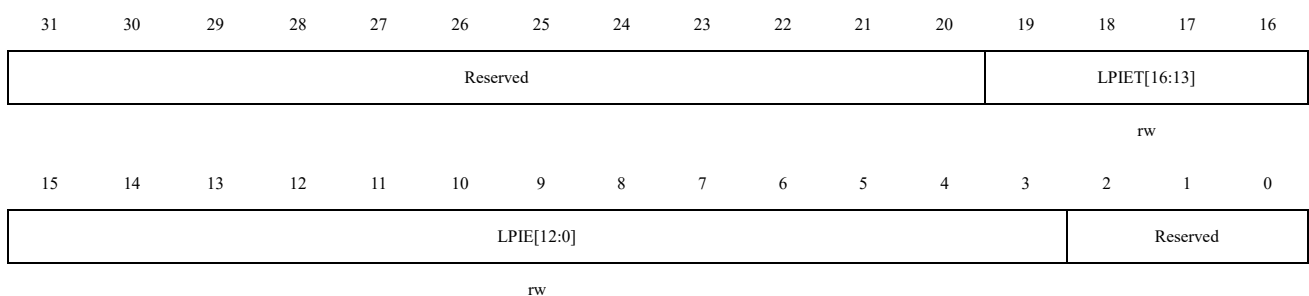 31 30 29 28 27 26 25 24 23 22 21 20 19 18 17 16
Reserved LPIET[16:13]
rw
15 14 13 12 11 10 9 8 7 6 5 4 3 2 1 0
LPIE[12:0] Reserved
rw